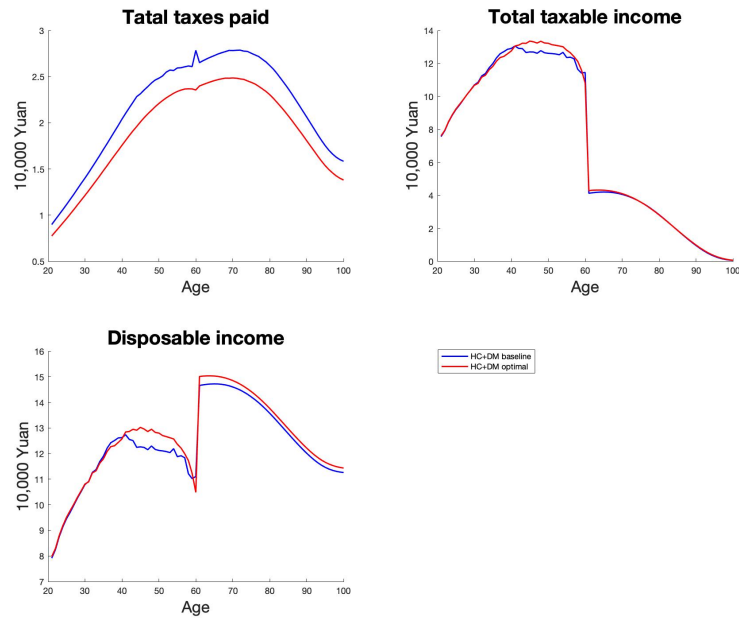 Tatal taxes paid
3
2.5
2
1.5
1
0.5
10,000 Yuan
20 30 40 50 60 70 80 90 100
Age
Total taxable income
14
12
10
8
6
4
2
0
10,000 Yuan
20 30 40 50 60 70 80 90 100
Age
Disposable income
16
15
14
13
12
11
10
9
8
7
10,000 Yuan
20 30 40 50 60 70 80 90 100
Age
HC+DM baseline
HC+DM optimal